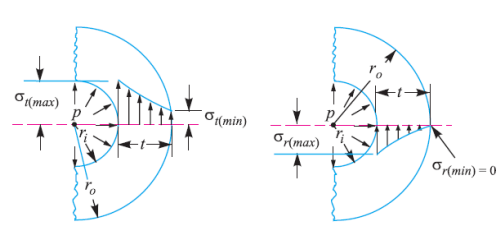 σt(max)
p
ri
ro
t
σt(min)
σr(max)
p
ri
ro
t
σr(min) = 0